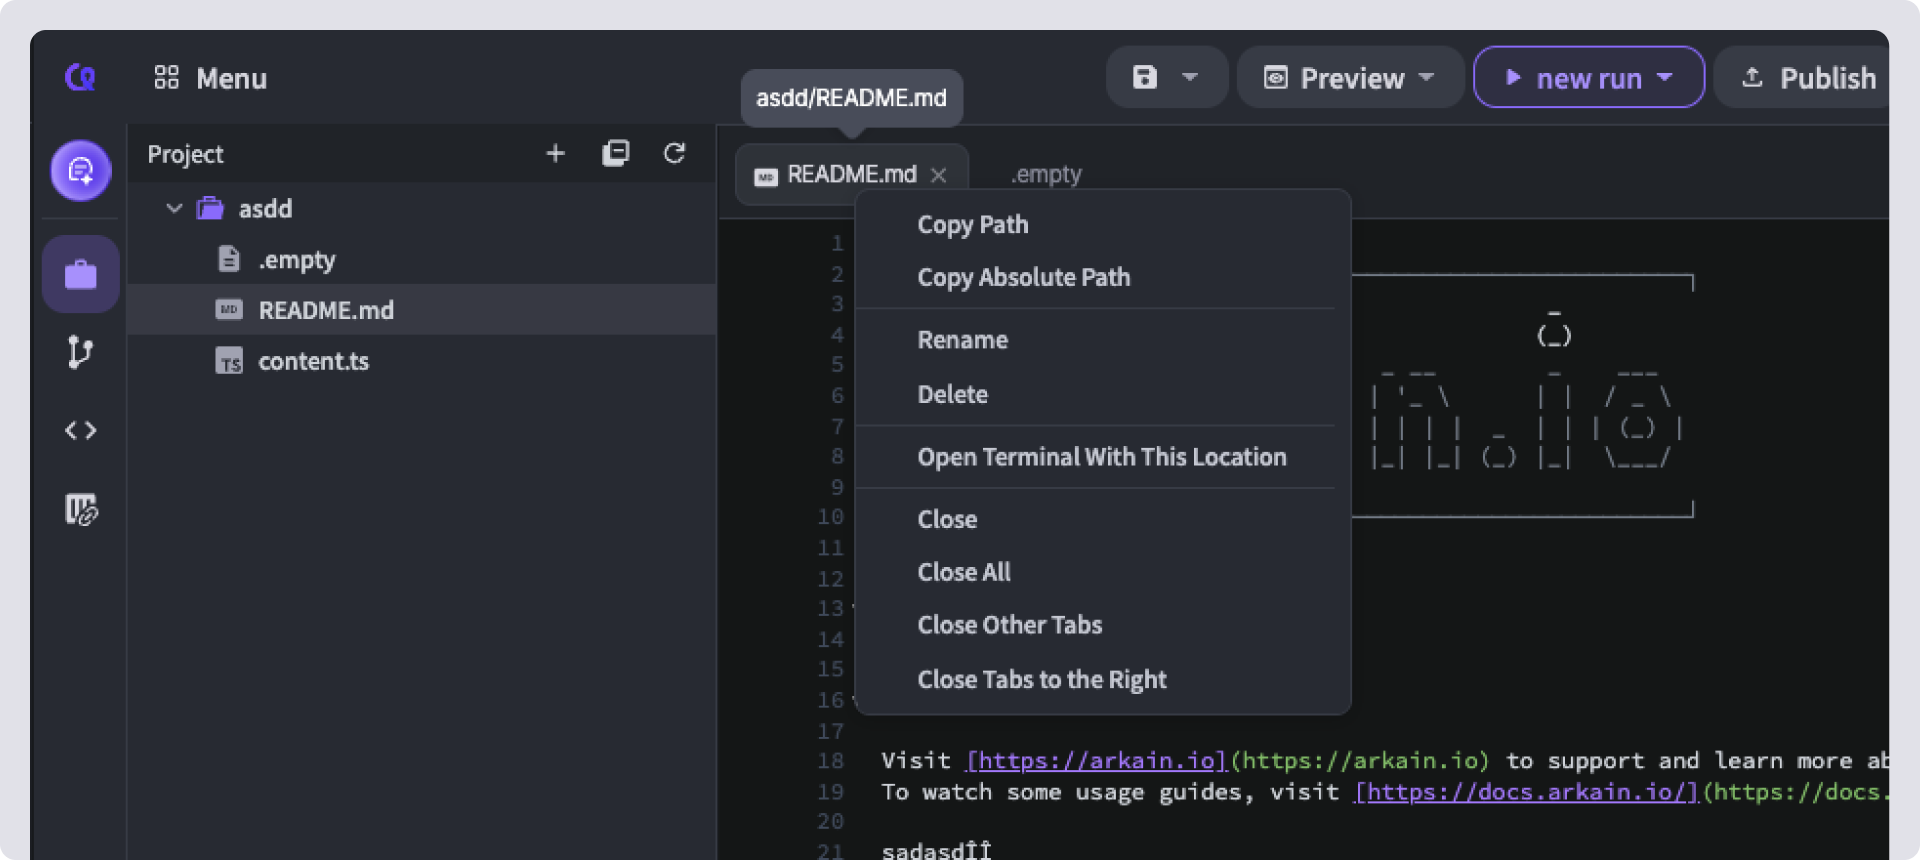 Menu
Preview
new run
Publish
asdd/README.md
Project
README.md
.empty
asdd
.empty
README.md
content.ts
Copy Path
Copy Absolute Path
Rename
Delete
Open Terminal With This Location
Close
Close All
Close Other Tabs
Close Tabs to the Right
1
2
3
4
5
6
7
8
9
10
11
12
13
14
15
16
17
18 Visit [https://arkain.io](https://arkain.io) to support and learn more ab
19 To watch some usage guides, visit [https://docs.arkain.io/](https://docs.
20
21 sadasdÎÎ